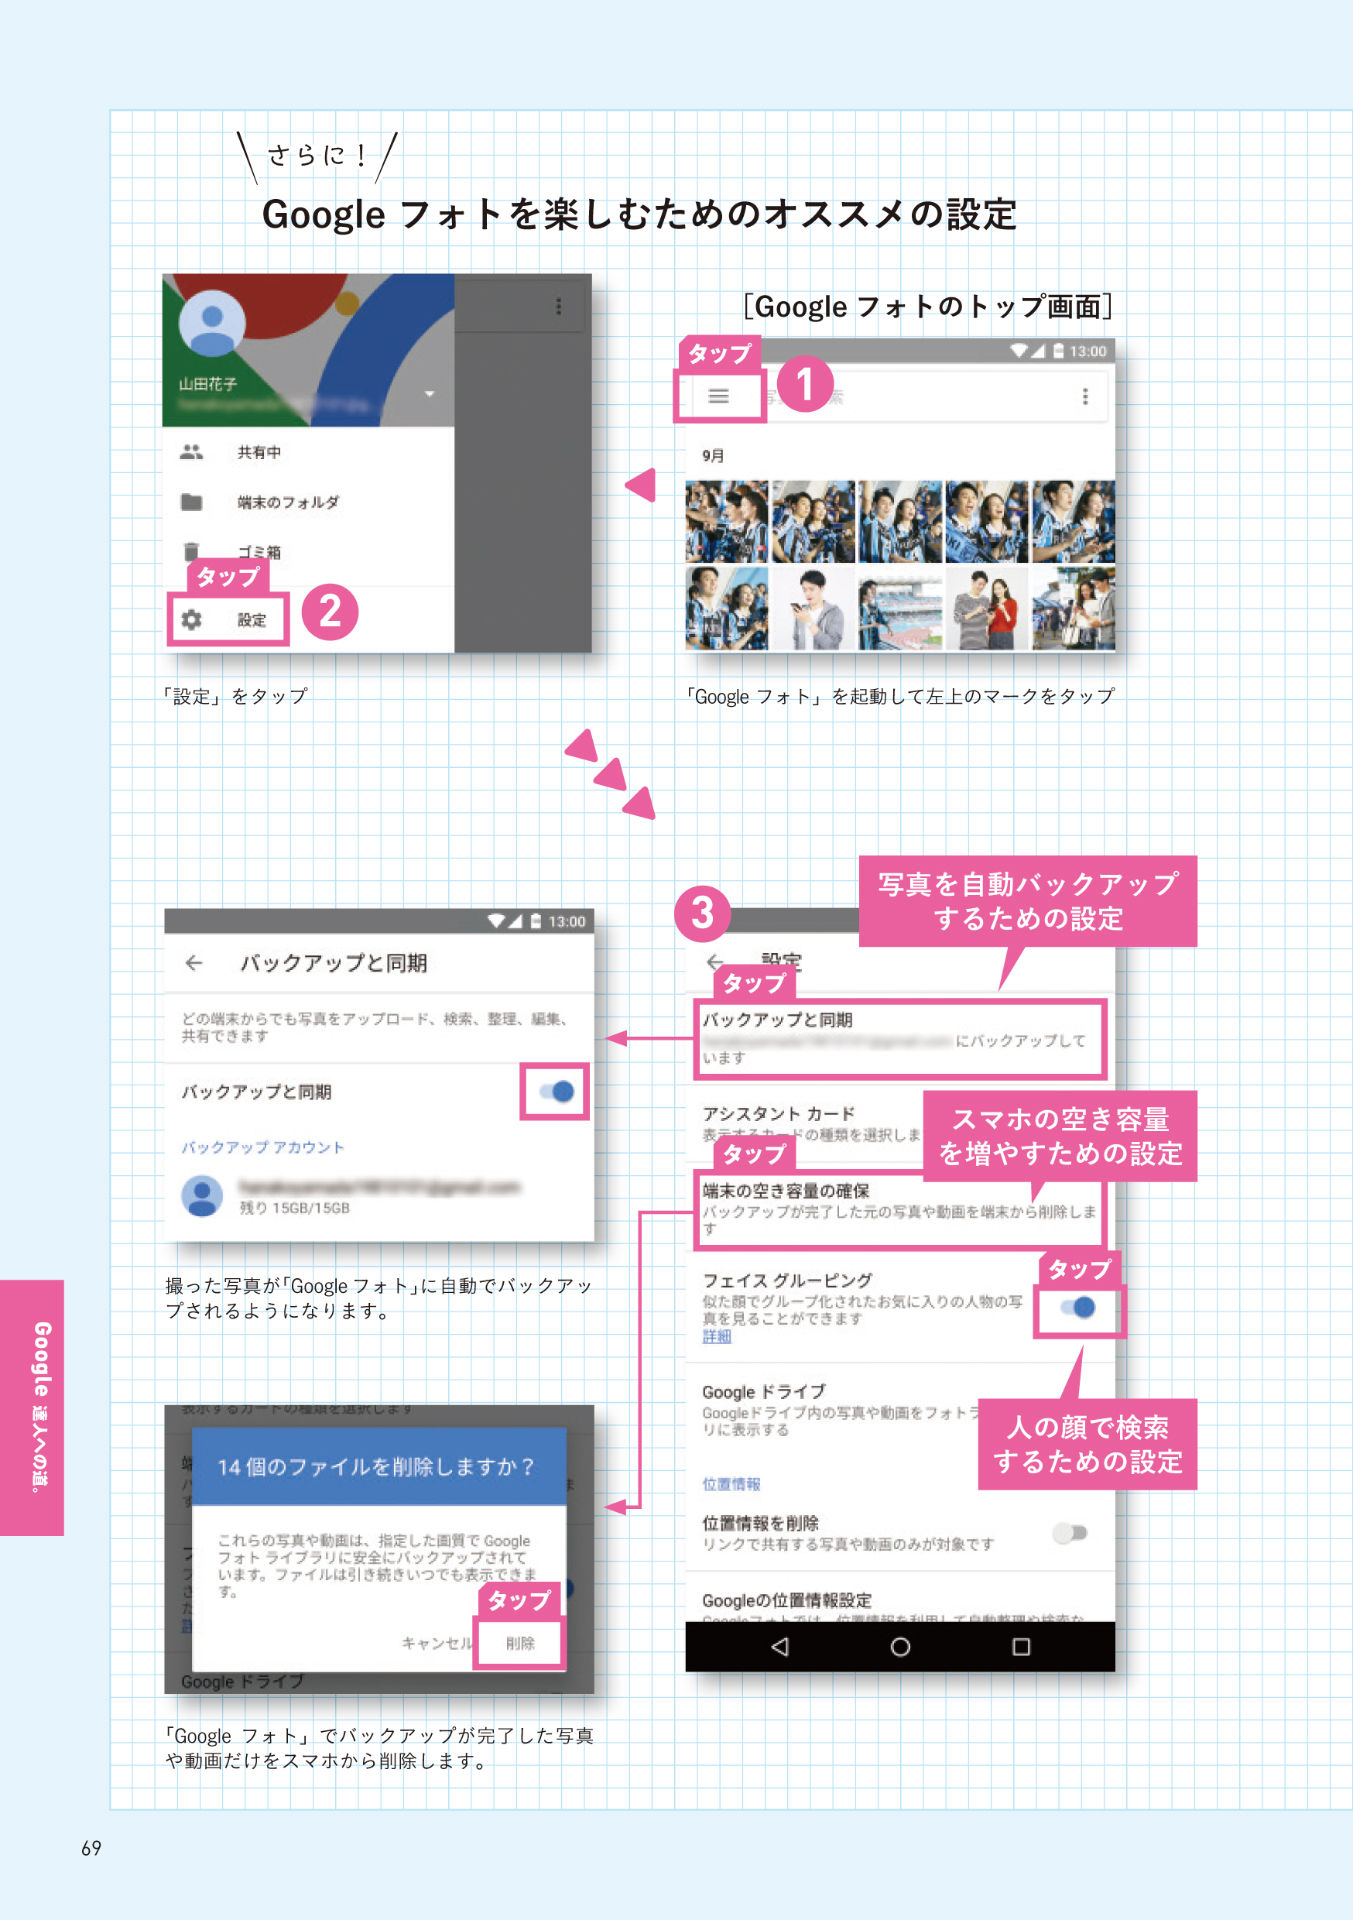 さらに！
Google フォトを楽しむためのオススメの設定
［Google フォトのトップ画面］
タップ
1
13:00
9月
「Google フォト」を起動して左上のマークをタップ
山田花子
共有中
端末のフォルダ
ゴミ箱
タップ
設定
2
「設定」をタップ
3
写真を自動バックアップ
するための設定
設定
タップ
バックアップと同期
にバックアップして
います
アシスタント カード
表示するカードの種類を選択しま
スマホの空き容量
を増やすための設定
タップ
端末の空き容量の確保
バックアップが完了した元の写真や動画を端末から削除しま
す
タップ
フェイス グルーピング
似た顔でグループ化されたお気に入りの人物の写
真を見ることができます
詳細
人の顔で検索
するための設定
Google ドライブ
Googleドライブ内の写真や動画をフォトラ
リに表示する
位置情報
位置情報を削除
リンクで共有する写真や動画のみが対象です
Googleの位置情報設定
Googleフォトでは、位置情報を利用して自動整理や検索な
13:00
バックアップと同期
どの端末からでも写真をアップロード、検索、整理、編集、
共有できます
バックアップと同期
バックアップ アカウント
残り 15GB/15GB
撮った写真が「Google フォト」に自動でバックアッ
プされるようになります。
表示するカードの種類を選択します
14 個のファイルを削除しますか？
これらの写真や動画は、指定した画質で Google
フォト ライブラリに安全にバックアップされて
います。ファイルは引き続きいつでも表示できま
す。
タップ
キャンセル
削除
Google ドライブ
「Google フォト」でバックアップが完了した写真
や動画だけをスマホから削除します。
Google 達人への道。
69